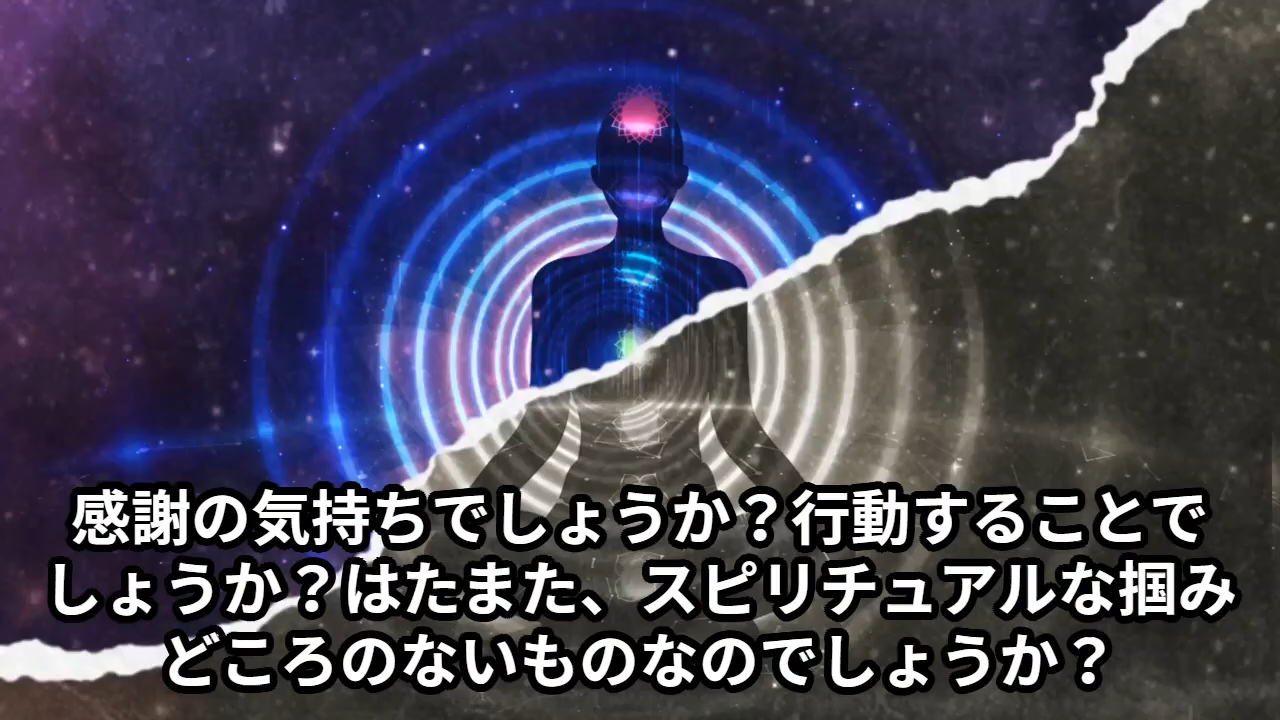 感謝の気持ちでしょうか？行動することで
しょうか？はたまた、スピリチュアルな掴み
どころのないものなのでしょうか？